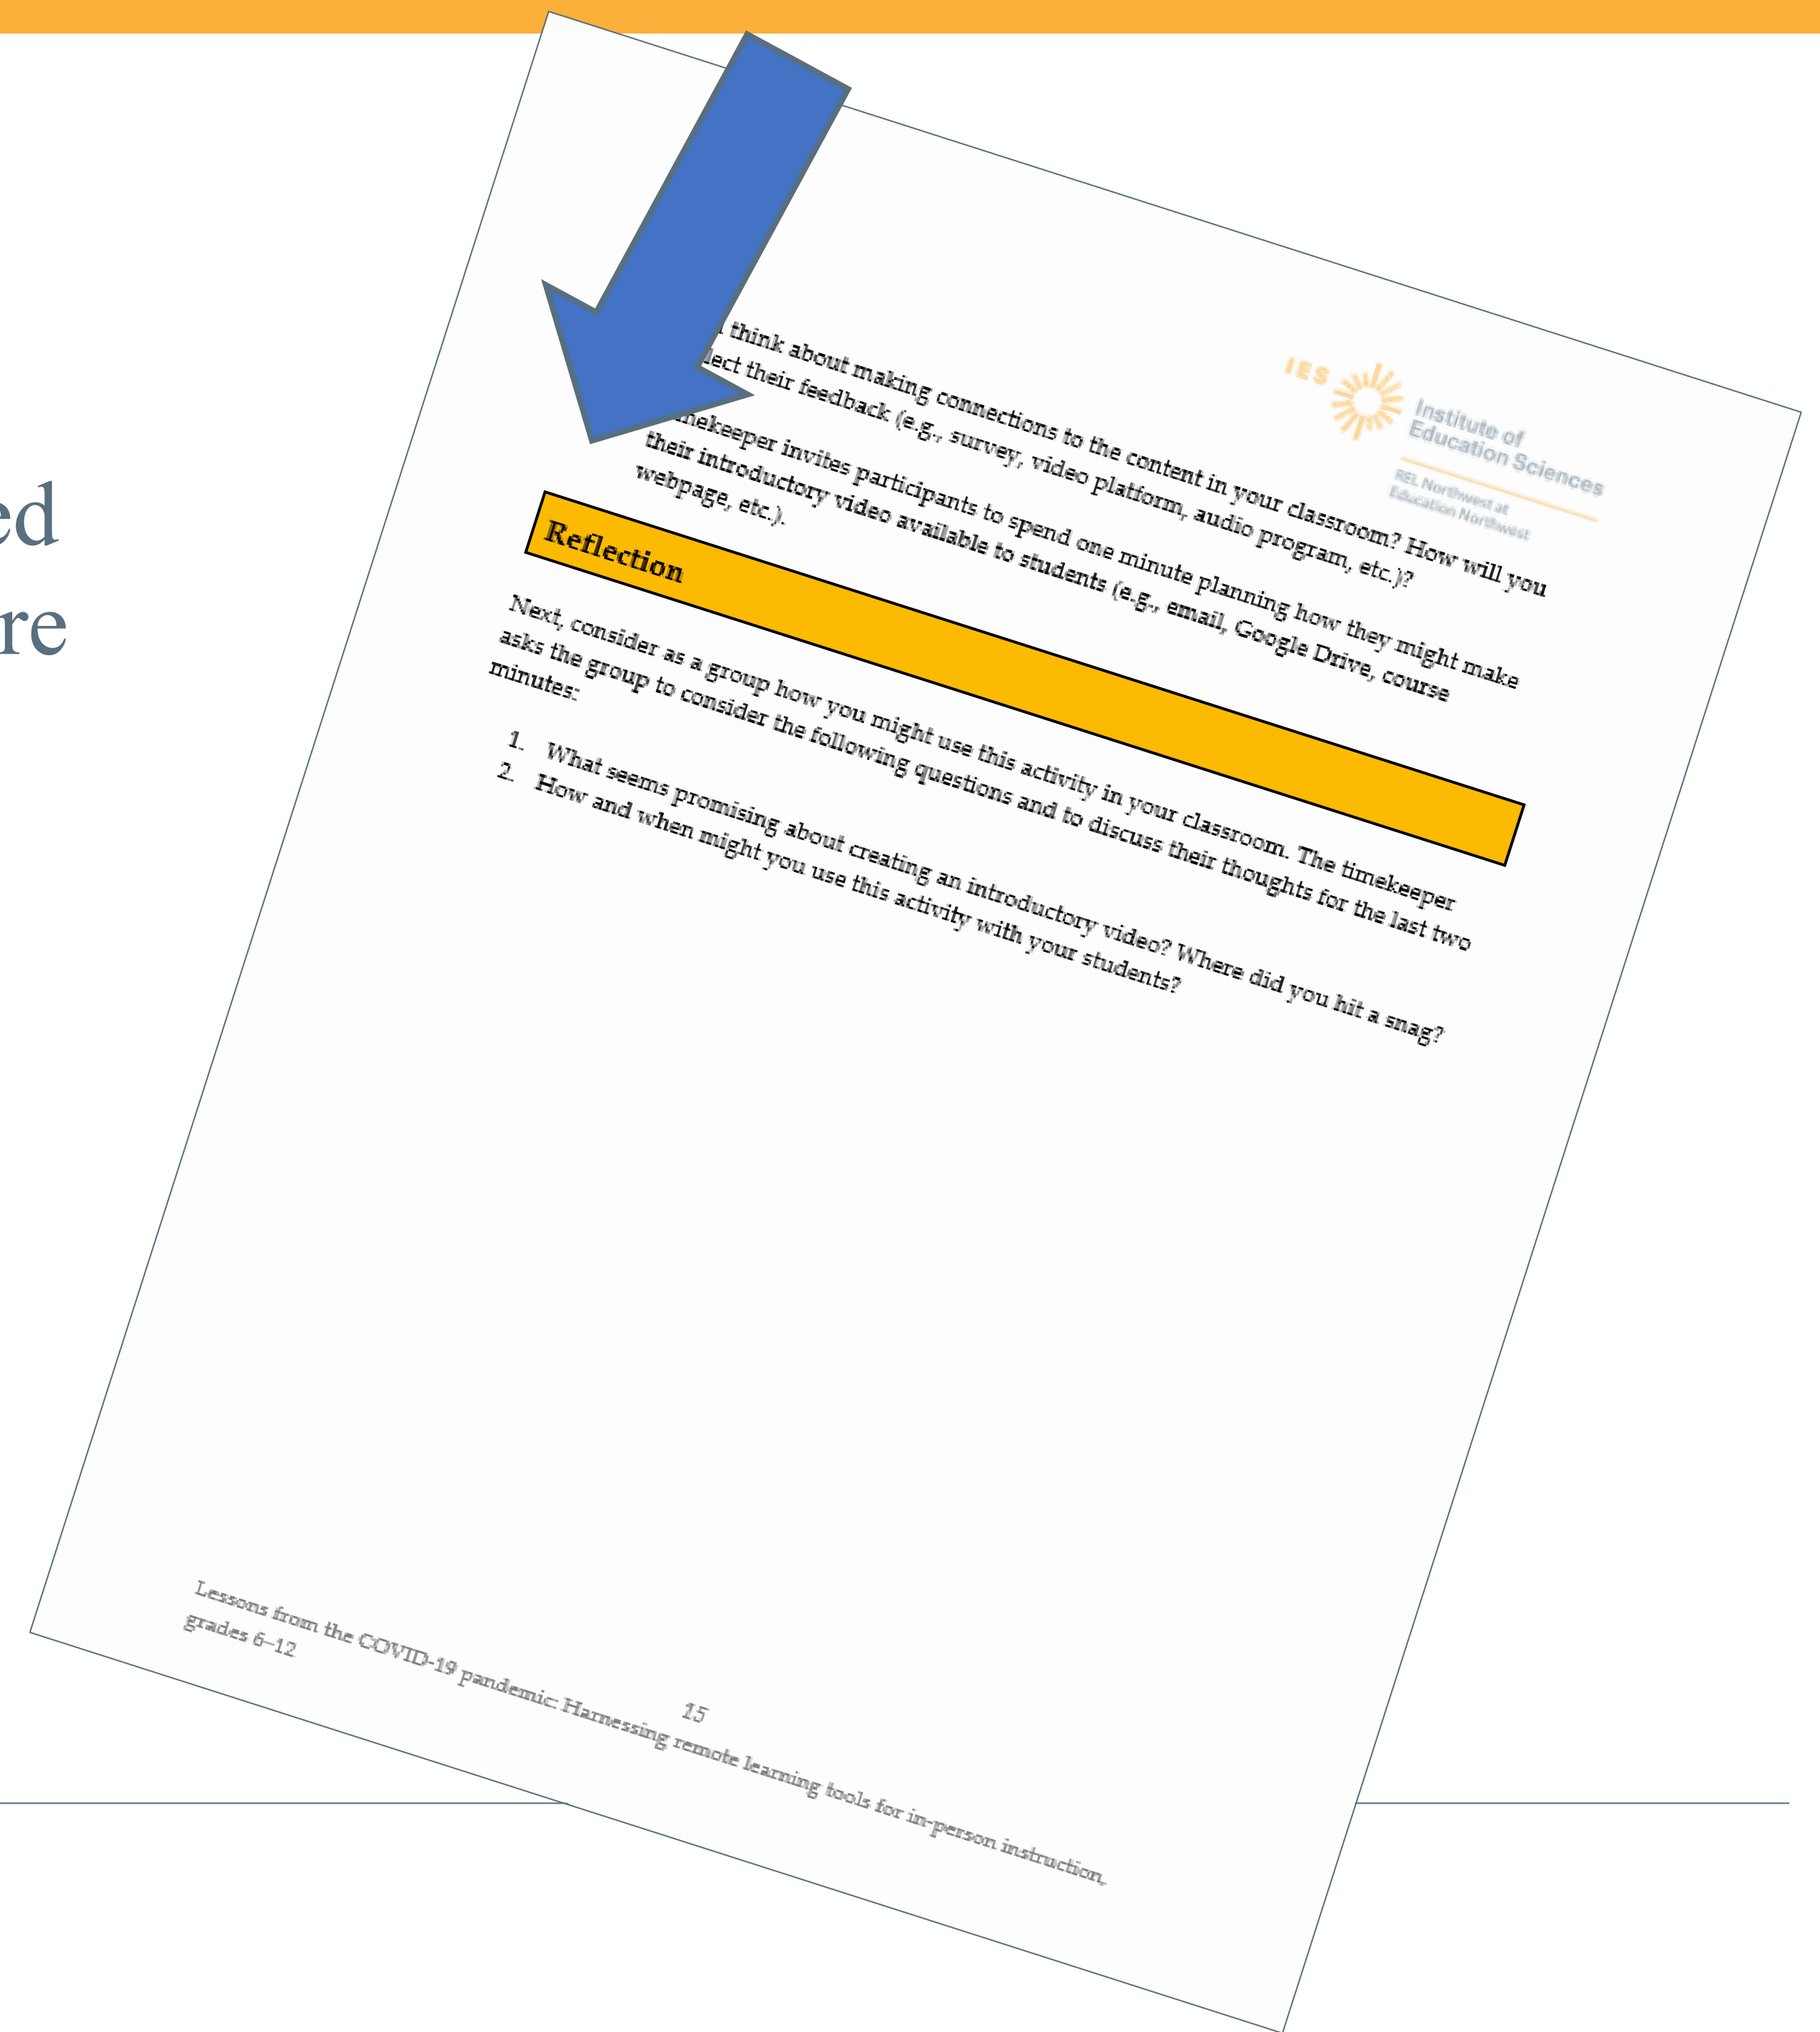 ed
re
think about making connections to the content in your classroom? How will you
lect their feedback (e.g., survey, video platform, audio program, etc.)?
mekeeper invites participants to spend one minute planning how they might make
their introductory video available to students (e.g., email, Google Drive, course
webpage, etc.).
IES
Institute of
Education Sciences
REL Northwest at
Education Northwest
Reflection
Next, consider as a group how you might use this activity in your classroom. The timekeeper
asks the group to consider the following questions and to discuss their thoughts for the last two
minutes:
1. What seems promising about creating an introductory video? Where did you hit a snag?
2. How and when might you use this activity with your students?
15
Lessons from the COVID-19 pandemic: Harnessing remote learning tools for in-person instruction,
grades 6–12